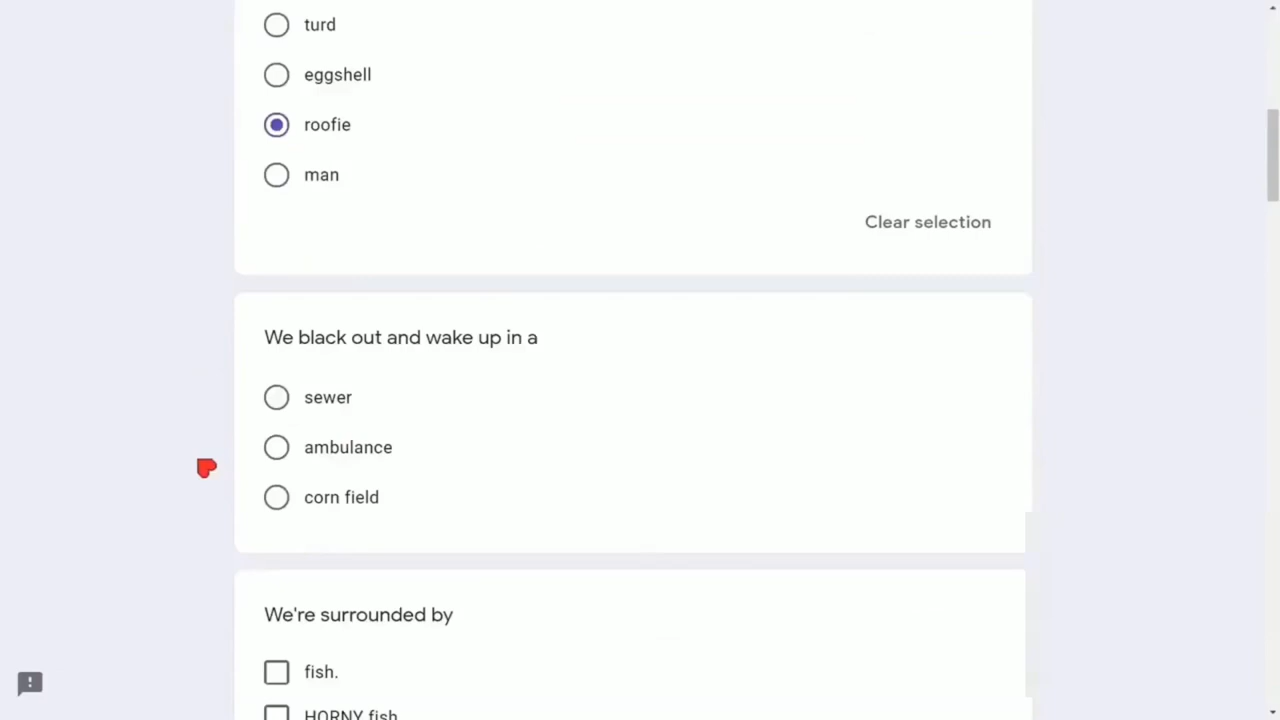 turd
eggshell
roofie
man
Clear selection
We black out and wake up in a
sewer
ambulance
corn field
We're surrounded by
fish.
HORNY fish